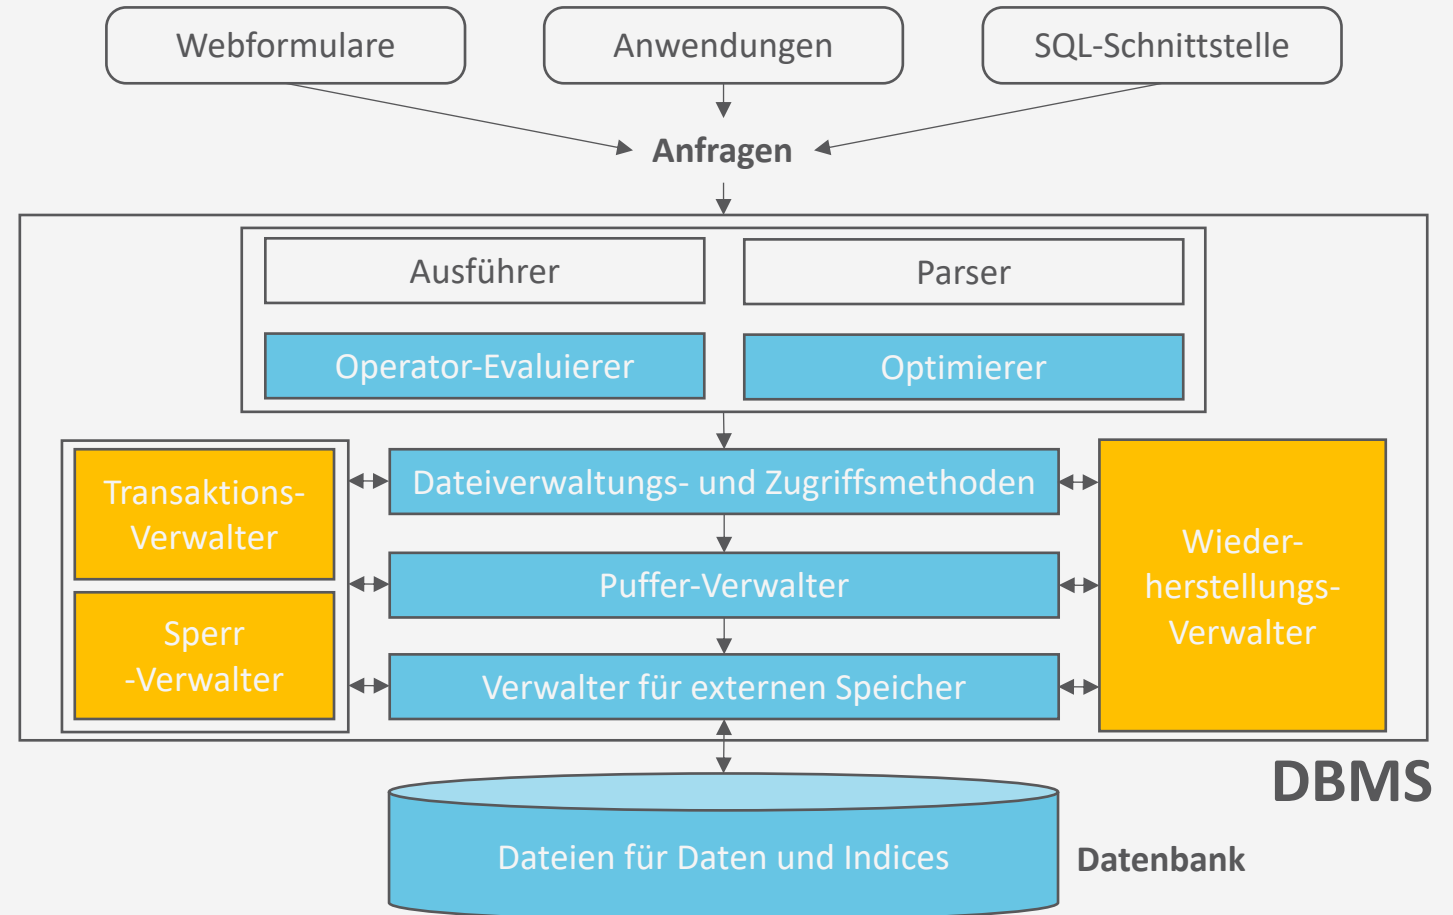 Webformulare
Anwendungen
SQL-Schnittstelle
Anfragen
Ausführer
Parser
Operator-Evaluierer
Optimierer
Transaktions-
Verwalter
Sperr
-Verwalter
Dateiverwaltungs- und Zugriffsmethoden
Puffer-Verwalter
Verwalter für externen Speicher
Wieder-
herstellungs-
Verwalter
DBMS
Dateien für Daten und Indices
Datenbank